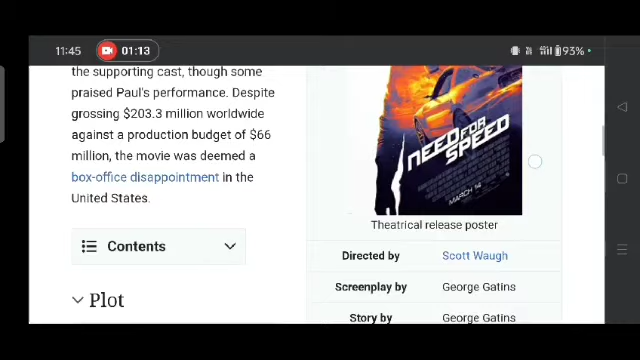 11:45
01:13
93%
the supporting cast, though some
praised Paul's performance. Despite
grossing $203.3 million worldwide
against a production budget of $66
million, the movie was deemed a
box-office disappointment in the
United States.
Contents
Plot
NEED FOR
SPEED
MARCH 14
Theatrical release poster
Directed by Scott Waugh
Screenplay by George Gatins
Story by George Gatins